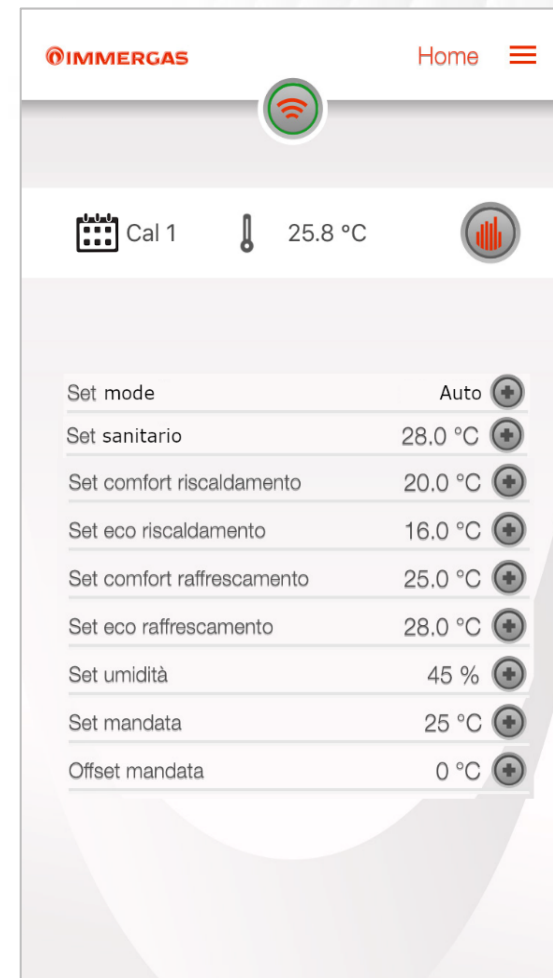 IMMERGAS Home
Cal 1 25.8 °C
Set mode Auto
Set sanitario 28.0 °C
Set comfort riscaldamento 20.0 °C
Set eco riscaldamento 16.0 °C
Set comfort raffrescamento 25.0 °C
Set eco raffrescamento 28.0 °C
Set umidità 45 %
Set mandata 25 °C
Offset mandata 0 °C